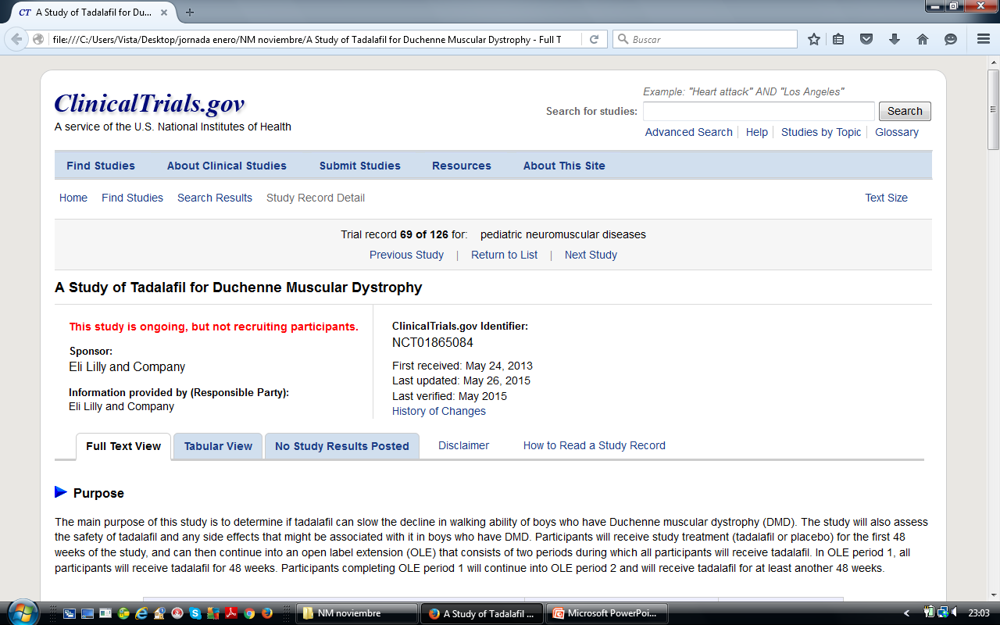 CT A Study of Tadalafil for Du...
file:///C:/Users/Vista/Desktop/jornada enero/NM noviembre/A Study of Tadalafil for Duchenne Muscular Dystrophy - Full T
Buscar
ClinicalTrials.gov
A service of the U.S. National Institutes of Health
Example: "Heart attack" AND "Los Angeles"
Search for studies:
Search
Advanced Search Help Studies by Topic Glossary
Find Studies About Clinical Studies Submit Studies Resources About This Site
Home Find Studies Search Results Study Record Detail Text Size
Trial record 69 of 126 for: pediatric neuromuscular diseases
Previous Study | Return to List | Next Study
A Study of Tadalafil for Duchenne Muscular Dystrophy
This study is ongoing, but not recruiting participants.
Sponsor:
Eli Lilly and Company
Information provided by (Responsible Party):
Eli Lilly and Company
ClinicalTrials.gov Identifier:
NCT01865084
First received: May 24, 2013
Last updated: May 26, 2015
Last verified: May 2015
History of Changes
Full Text View Tabular View No Study Results Posted Disclaimer How to Read a Study Record
Purpose
The main purpose of this study is to determine if tadalafil can slow the decline in walking ability of boys who have Duchenne muscular dystrophy (DMD). The study will also assess
the safety of tadalafil and any side effects that might be associated with it in boys who have DMD. Participants will receive study treatment (tadalafil or placebo) for the first 48
weeks of the study, and can then continue into an open label extension (OLE) that consists of two periods during which all participants will receive tadalafil. In OLE period 1, all
participants will receive tadalafil for 48 weeks. Participants completing OLE period 1 will continue into OLE period 2 and will receive tadalafil for at least another 48 weeks.
NM noviembre
A Study of Tadalafil ...
Microsoft PowerPoi...
23:03